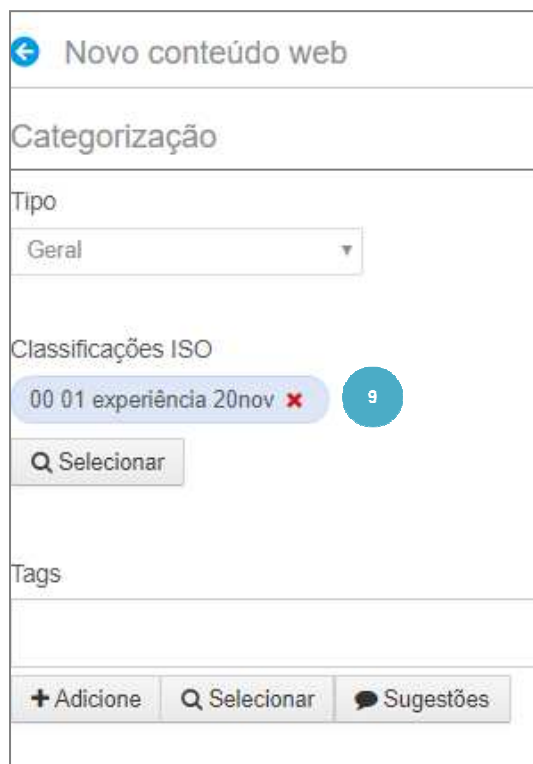 Novo conteúdo web
Categorização
Tipo
Geral
Classificações ISO
00 01 experiência 20nov
9
Selecionar
Tags
Adicione Selecionar Sugestões